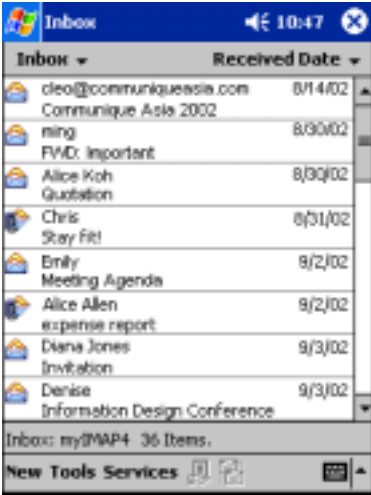 Inbox 10:47
Inbox Received Date
cleo@communiqueasia.com 8/14/02
Communique Asia 2002
ming 8/30/02
FWD: Important
Alice Koh 8/30/02
Quotation
Chris 8/31/02
Stay fit!
Emily 9/2/02
Meeting Agenda
Alice Allen 9/2/02
expense report
Diana Jones 9/3/02
Invitation
Denise 9/3/02
Information Design Conference
Inbox: myIMAP4 36 Items.
New Tools Services